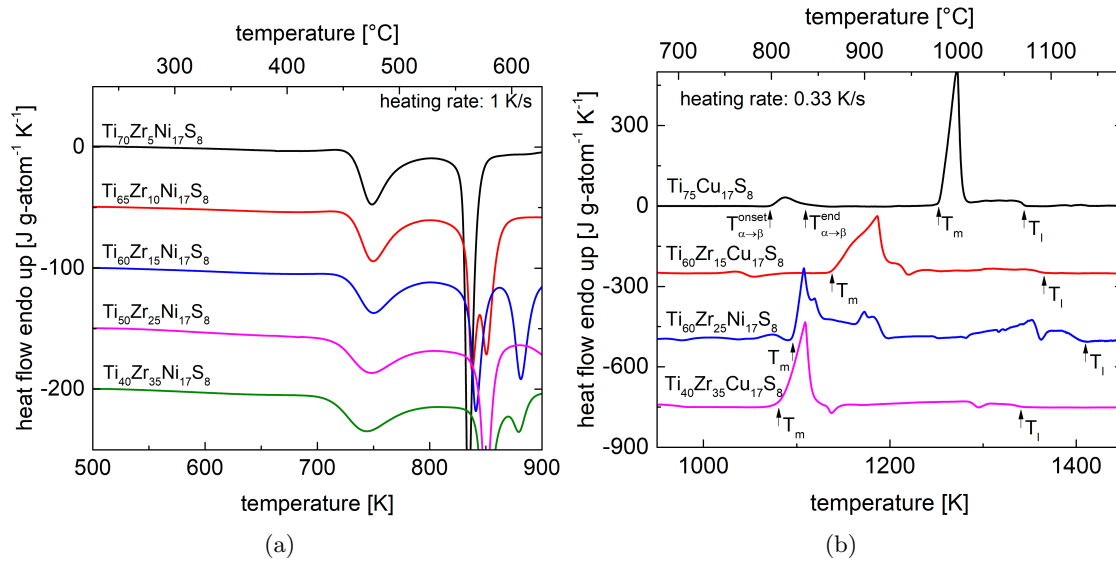 temperature [°C]
300 400 500 600
heating rate: 1 K/s
heat flow endo up [J g-atom⁻¹ K⁻¹]
0
-100
-200
Ti₇₀Zr₅Ni₁₇S₈
Ti₆₅Zr₁₀Ni₁₇S₈
Ti₆₀Zr₁₅Ni₁₇S₈
Ti₅₀Zr₂₅Ni₁₇S₈
Ti₄₀Zr₃₅Ni₁₇S₈
500 600 700 800 900
temperature [K]
(a)
temperature [°C]
700 800 900 1000 1100
heating rate: 0.33 K/s
heat flow endo up [J g-atom⁻¹ K⁻¹]
300
0
-300
-600
-900
Ti₇₅Cu₁₇S₈
T onset α→β
T end α→β
Tₘ
Tₗ
Ti₆₀Zr₁₅Cu₁₇S₈
Tₘ
Tₗ
Ti₆₀Zr₂₅Ni₁₇S₈
Tₘ
Tₗ
Ti₄₀Zr₃₅Cu₁₇S₈
Tₘ
Tₗ
1000 1200 1400
temperature [K]
(b)